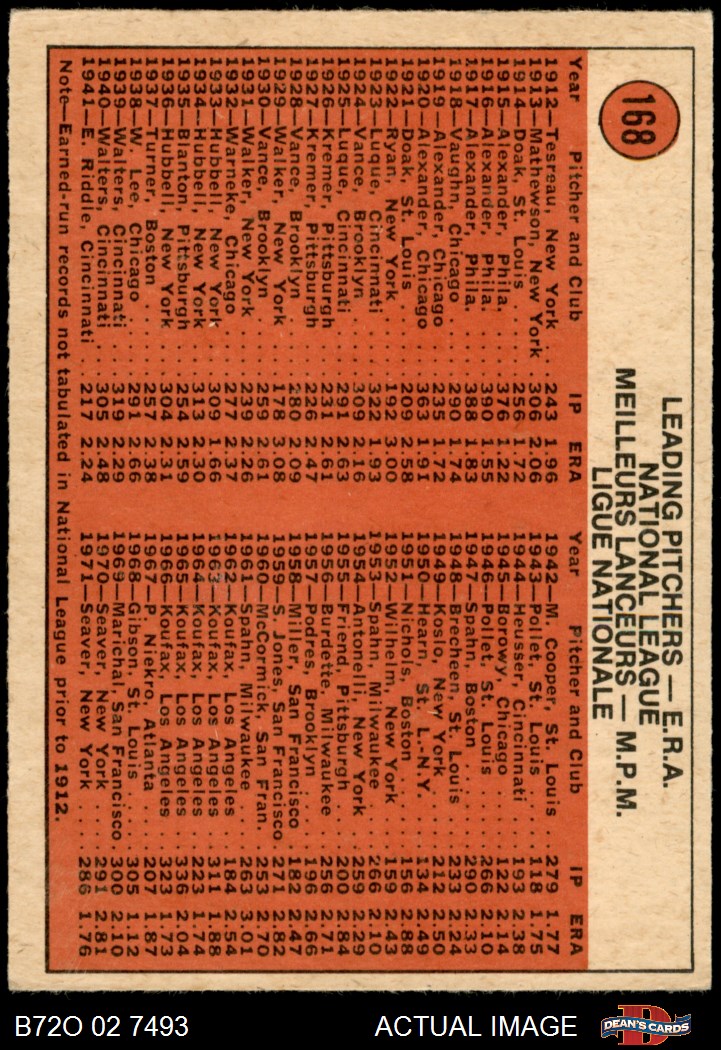 168
LEADING PITCHERS — E.R.A.
NATIONAL LEAGUE
MEILLEURS LANCEURS — M.P.M.
LIGUE NATIONALE
Year Pitcher and Club IP ERA
1912—Tesreau, New York ... 243 1.96
1913—Mathewson, New York 306 2.06
1914—Doak, St. Louis ..... 256 1.72
1915—Alexander, Phila. .... 376 1.22
1916—Alexander, Phila. .... 390 1.55
1917—Alexander, Phila. .... 388 1.83
1918—Vaughn, Chicago ..... 290 1.74
1919—Alexander, Chicago ... 235 1.72
1920—Alexander, Chicago ... 363 1.91
1921—Doak, St. Louis ...... 209 2.58
1922—Ryan, New York ...... 192 3.00
1923—Luque, Cincinnati .... 322 1.93
1924—Vance, Brooklyn ..... 309 2.16
1925—Luque, Cincinnati .... 291 2.63
1926—Kremer, Pittsburgh ... 231 2.61
1927—Kremer, Pittsburgh ... 226 2.47
1928—Vance, Brooklyn ..... 280 2.09
1929—Walker, New York .... 178 3.08
1930—Vance, Brooklyn ..... 259 2.61
1931—Walker, New York .... 239 2.26
1932—Warneke, Chicago .... 277 2.37
1933—Hubbell, New York ... 309 1.66
1934—Hubbell, New York ... 313 2.30
1935—Blanton, Pittsburgh ... 254 2.59
1936—Hubbell, New York ... 304 2.31
1937—Turner, Boston ...... 257 2.38
1938—W. Lee, Chicago ..... 291 2.66
1939—Walters, Cincinnati ... 319 2.29
1940—Walters, Cincinnati ... 305 2.48
1941—E. Riddle, Cincinnati .. 217 2.24
Year Pitcher and Club IP ERA
1942—M. Cooper, St. Louis .. 279 1.77
1943—Pollet, St. Louis ..... 118 1.75
1944—Heusser, Cincinnati ... 193 2.38
1945—Borowy, Chicago ..... 122 2.14
1946—Pollet, St. Louis ..... 266 2.10
1947—Spahn, Boston ....... 290 2.33
1948—Brecheen, St. Louis ... 233 2.24
1949—Koslo, New York ..... 212 2.50
1950—Hearn, St. L.-N.Y. .... 134 2.49
1951—Nichols, Boston ...... 156 2.88
1952—Wilhelm, New York ... 159 2.43
1953—Spahn, Milwaukee .... 266 2.10
1954—Antonelli, New York ... 259 2.29
1955—Friend, Pittsburgh .... 200 2.84
1956—Burdette, Milwaukee .. 256 2.71
1957—Podres, Brooklyn ..... 196 2.66
1958—Miller, San Francisco .. 182 2.47
1959—S. Jones, San Francisco 271 2.82
1960—McCormick, San Fran. . 253 2.70
1961—Spahn, Milwaukee .... 263 3.01
1962—Koufax, Los Angeles .. 184 2.54
1963—Koufax, Los Angeles .. 311 1.88
1964—Koufax, Los Angeles .. 223 1.74
1965—Koufax, Los Angeles .. 336 2.04
1966—Koufax, Los Angeles .. 323 1.73
1967—P. Niekro, Atlanta .... 207 1.87
1968—Gibson, St. Louis ..... 305 1.12
1969—Marichal, San Francisco 300 2.10
1970—Seaver, New York .... 291 2.81
1971—Seaver, New York .... 286 1.76
Note—Earned-run records not tabulated in National League prior to 1912.
B72O 02 7493 ACTUAL IMAGE
D
DEAN'S CARDS